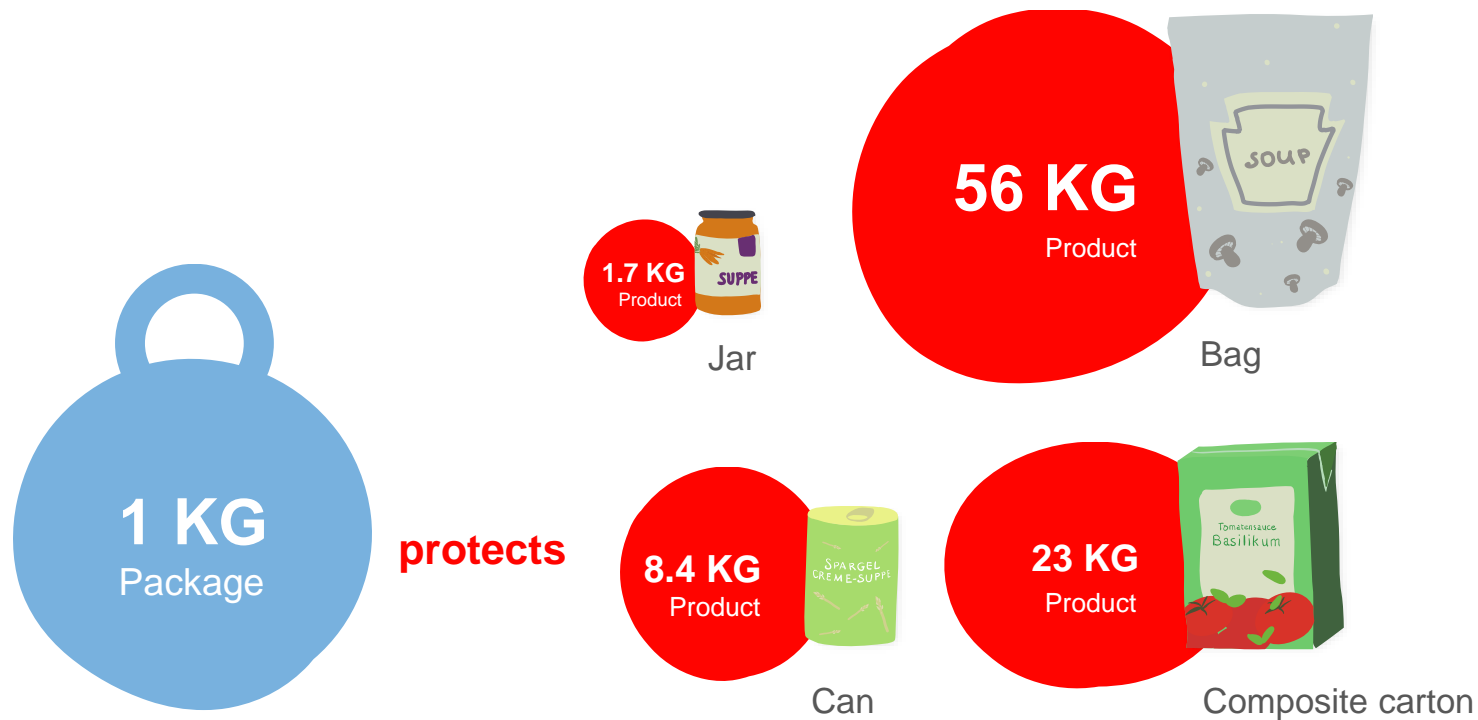 1 KG
Package
protects
1.7 KG
Product
SUPPE
Jar
56 KG
Product
SOUP
Bag
8.4 KG
Product
SPARGEL
CREME-SUPPE
Can
23 KG
Product
Tomatensauce
Basilikum
Composite carton